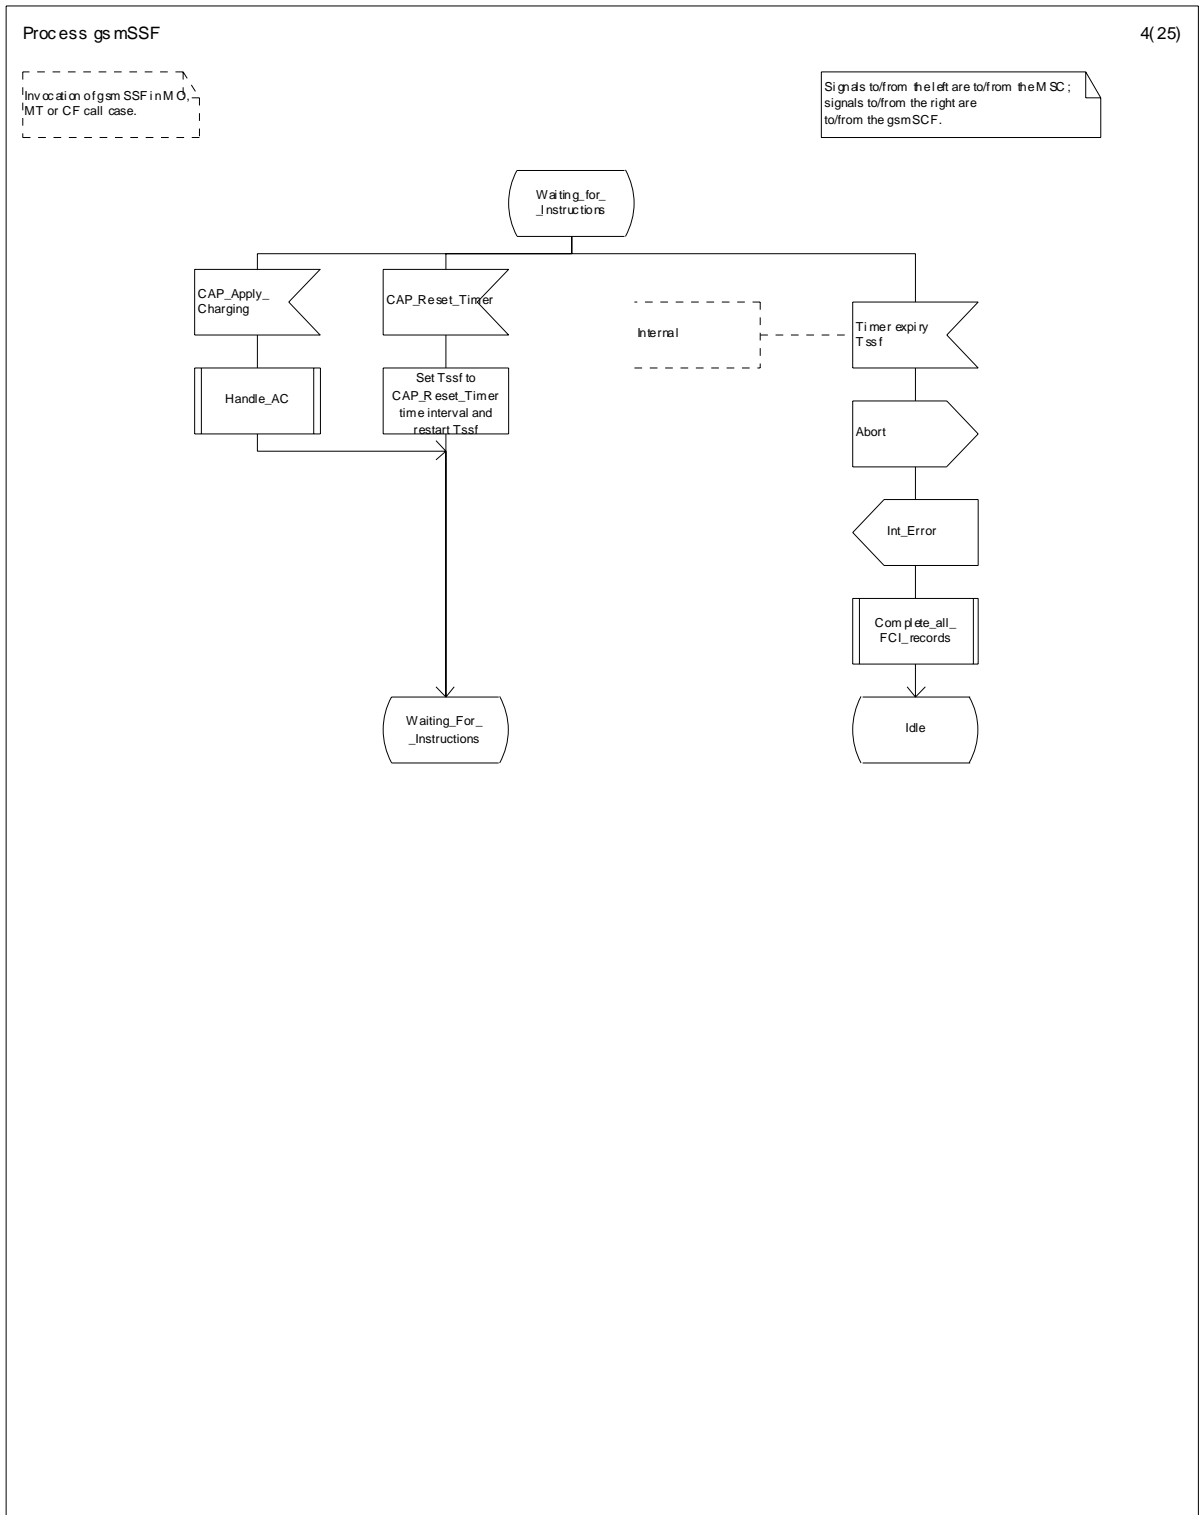 Process gsmSSF
4(25)
Invocation of gsmSSF in MO,
MT or CF call case.
Signals to/from the left are to/from the MSC;
signals to/from the right are
to/from the gsmSCF.
Waiting_for_
_Instructions
CAP_Apply_
Charging
CAP_Reset_Timer
Internal
Timer expiry
Tssf
Handle_AC
Set Tssf to
CAP_Reset_Timer
time interval and
restart Tssf
Abort
Int_Error
Complete_all_
FCI_records
Waiting_For_
_Instructions
Idle